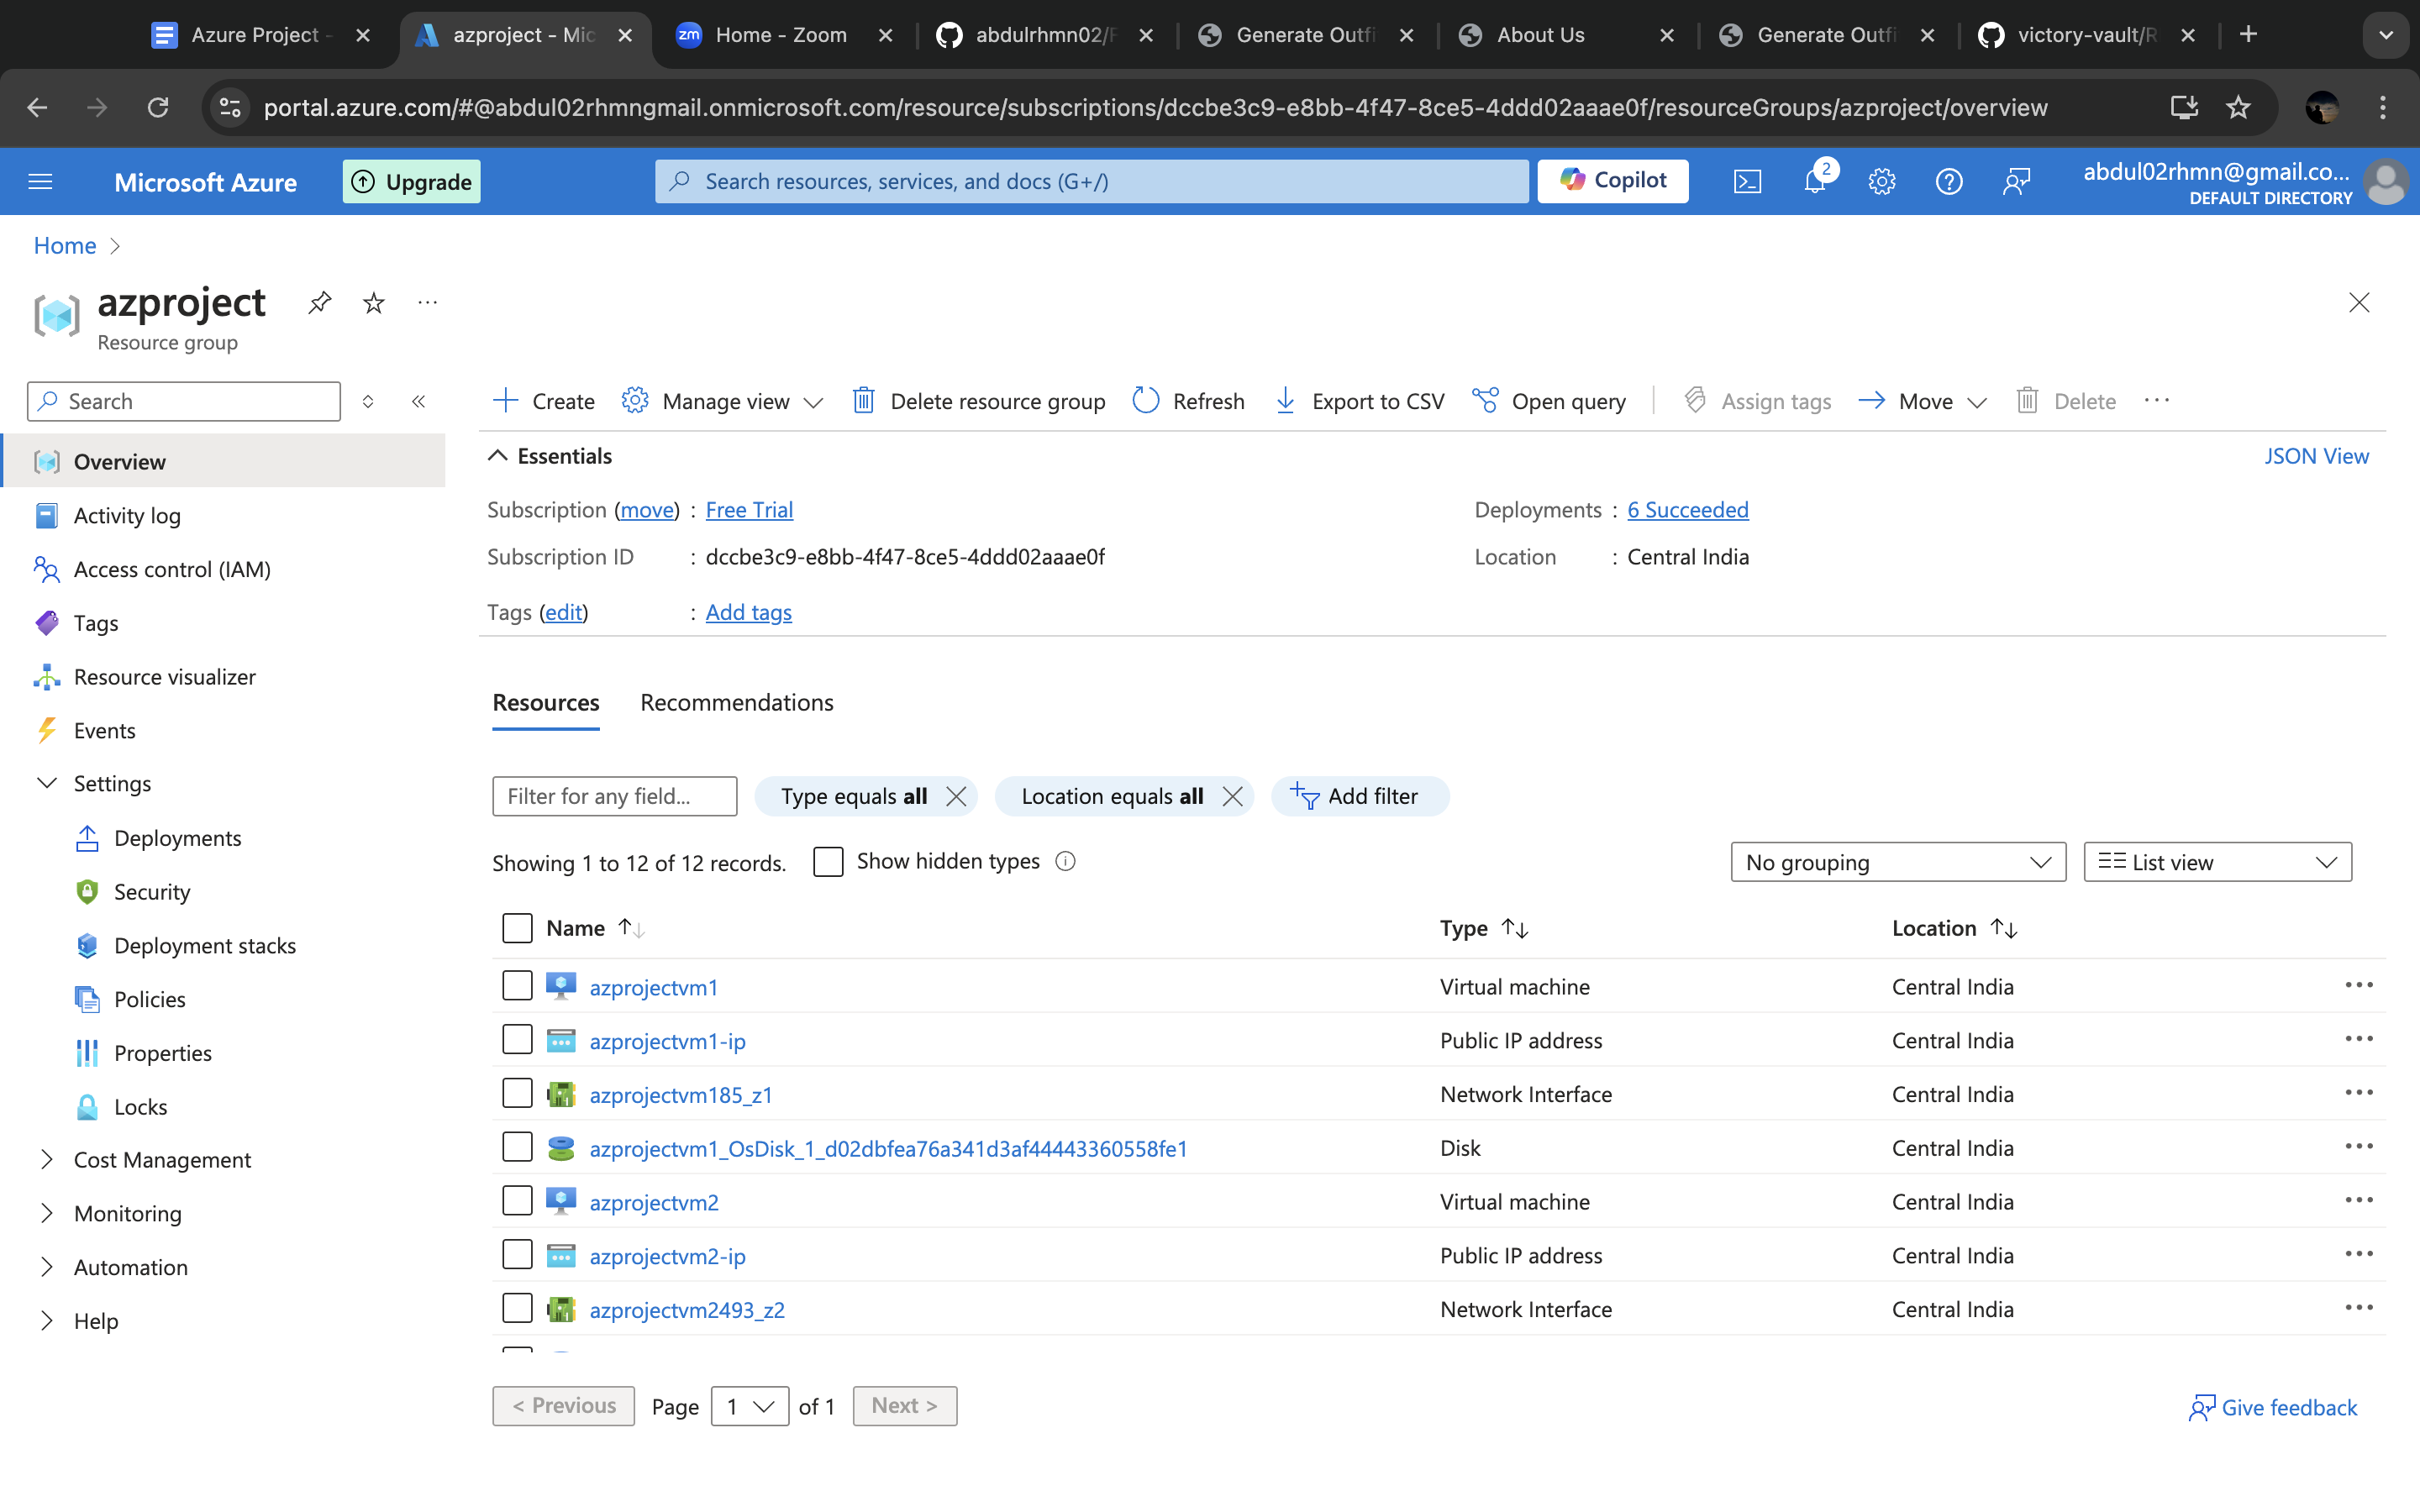 Azure Project -
azproject - Mic
zm Home - Zoom
abdulrhmn02/F
Generate Outfi
About Us
Generate Outfi
victory-vault/R
portal.azure.com/#@abdul02rhmngmail.onmicrosoft.com/resource/subscriptions/dccbe3c9-e8bb-4f47-8ce5-4ddd02aaae0f/resourceGroups/azproject/overview
Microsoft Azure
Upgrade
Search resources, services, and docs (G+/)
Copilot
2
abdul02rhmn@gmail.co...
DEFAULT DIRECTORY
Home
azproject
Resource group
Search
Overview
Activity log
Access control (IAM)
Tags
Resource visualizer
Events
Settings
Deployments
Security
Deployment stacks
Policies
Properties
Locks
Cost Management
Monitoring
Automation
Help
Create
Manage view
Delete resource group
Refresh
Export to CSV
Open query
Assign tags
Move
Delete
Essentials
JSON View
Subscription (move) : Free Trial
Deployments : 6 Succeeded
Subscription ID : dccbe3c9-e8bb-4f47-8ce5-4ddd02aaae0f
Location : Central India
Tags (edit) : Add tags
Resources
Recommendations
Filter for any field...
Type equals all
Location equals all
Add filter
Showing 1 to 12 of 12 records.
Show hidden types
No grouping
List view
Name Type Location
azprojectvm1 Virtual machine Central India
azprojectvm1-ip Public IP address Central India
azprojectvm185_z1 Network Interface Central India
azprojectvm1_OsDisk_1_d02dbfea76a341d3af44443360558fe1 Disk Central India
azprojectvm2 Virtual machine Central India
azprojectvm2-ip Public IP address Central India
azprojectvm2493_z2 Network Interface Central India
< Previous
Page 1 of 1
Next >
Give feedback